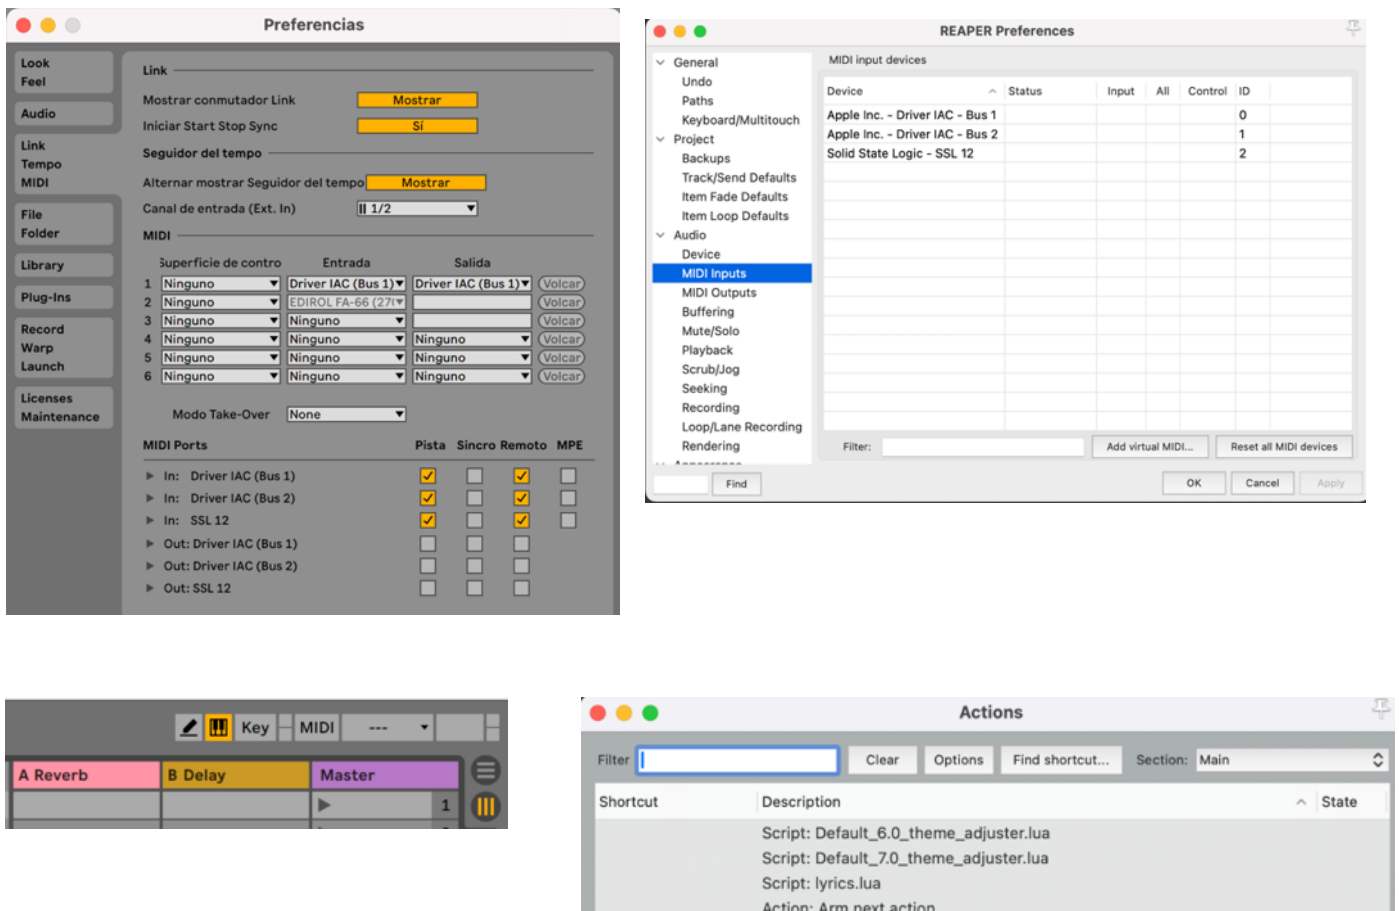 Preferencias
Look
Feel
Audio
Link
Tempo
MIDI
File
Folder
Library
Plug-Ins
Record
Warp
Launch
Licenses
Maintenance
Link
Mostrar conmutador Link Mostrar
Iniciar Start Stop Sync Sí
Seguidor del tempo
Alternar mostrar Seguidor del tempo Mostrar
Canal de entrada (Ext. In) 1/2
MIDI
Superficie de contro Entrada Salida
1 Ninguno Driver IAC (Bus 1) Driver IAC (Bus 1) Volcar
2 Ninguno EDIROL FA-66 Volcar
3 Ninguno Ninguno Volcar
4 Ninguno Ninguno Ninguno Volcar
5 Ninguno Ninguno Ninguno Volcar
6 Ninguno Ninguno Ninguno Volcar
Modo Take-Over None
MIDI Ports Pista Sincro Remoto MPE
In: Driver IAC (Bus 1)
In: Driver IAC (Bus 2)
In: SSL 12
Out: Driver IAC (Bus 1)
Out: Driver IAC (Bus 2)
Out: SSL 12
REAPER Preferences
General
Undo
Paths
Keyboard/Multitouch
Project
Backups
Track/Send Defaults
Item Fade Defaults
Item Loop Defaults
Audio
Device
MIDI Inputs
MIDI Outputs
Buffering
Mute/Solo
Playback
Scrub/Jog
Seeking
Recording
Loop/Lane Recording
Rendering
Find
MIDI input devices
Device Status Input All Control ID
Apple Inc. - Driver IAC - Bus 1 0
Apple Inc. - Driver IAC - Bus 2 1
Solid State Logic - SSL 12 2
Filter: Add virtual MIDI... Reset all MIDI devices
OK Cancel Apply
Key MIDI ---
A Reverb B Delay Master
1
Actions
Filter Clear Options Find shortcut... Section: Main
Shortcut Description State
Script: Default_6.0_theme_adjuster.lua
Script: Default_7.0_theme_adjuster.lua
Script: lyrics.lua
Action: Arm next action